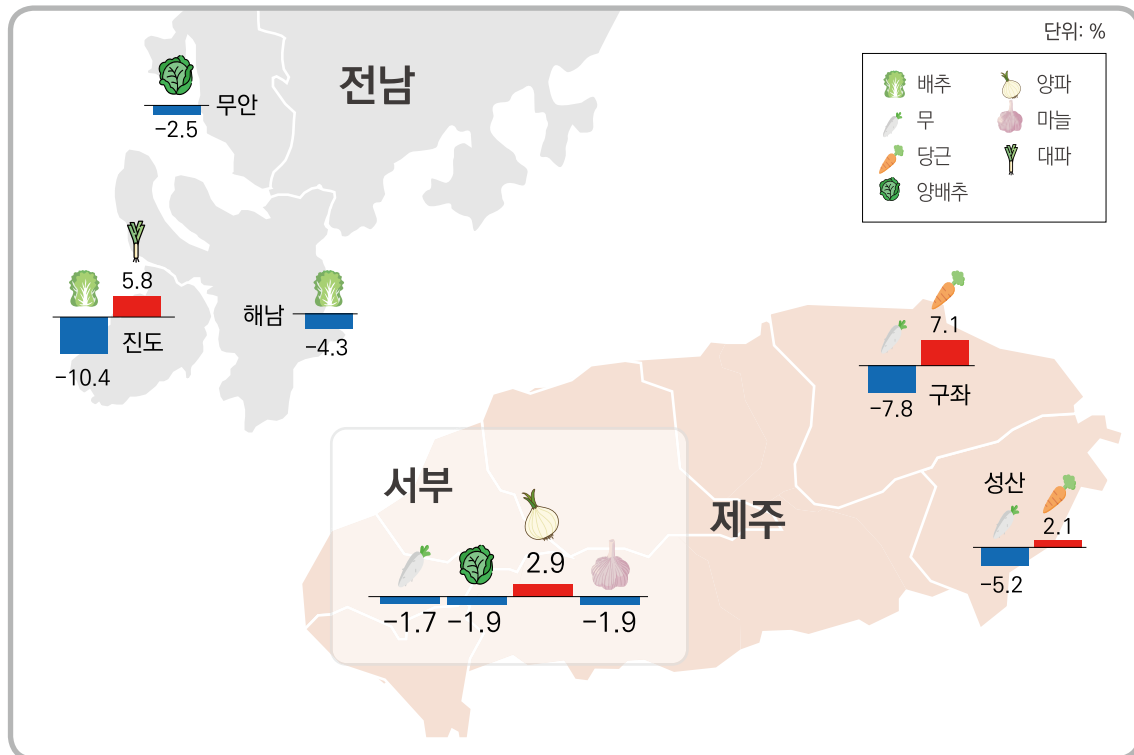 단위: %
배추
양파
무
마늘
당근
대파
양배추
전남
무안
-2.5
5.8
진도
-10.4
해남
-4.3
7.1
-7.8
구좌
성산
2.1
-5.2
제주
서부
2.9
-1.7
-1.9
-1.9